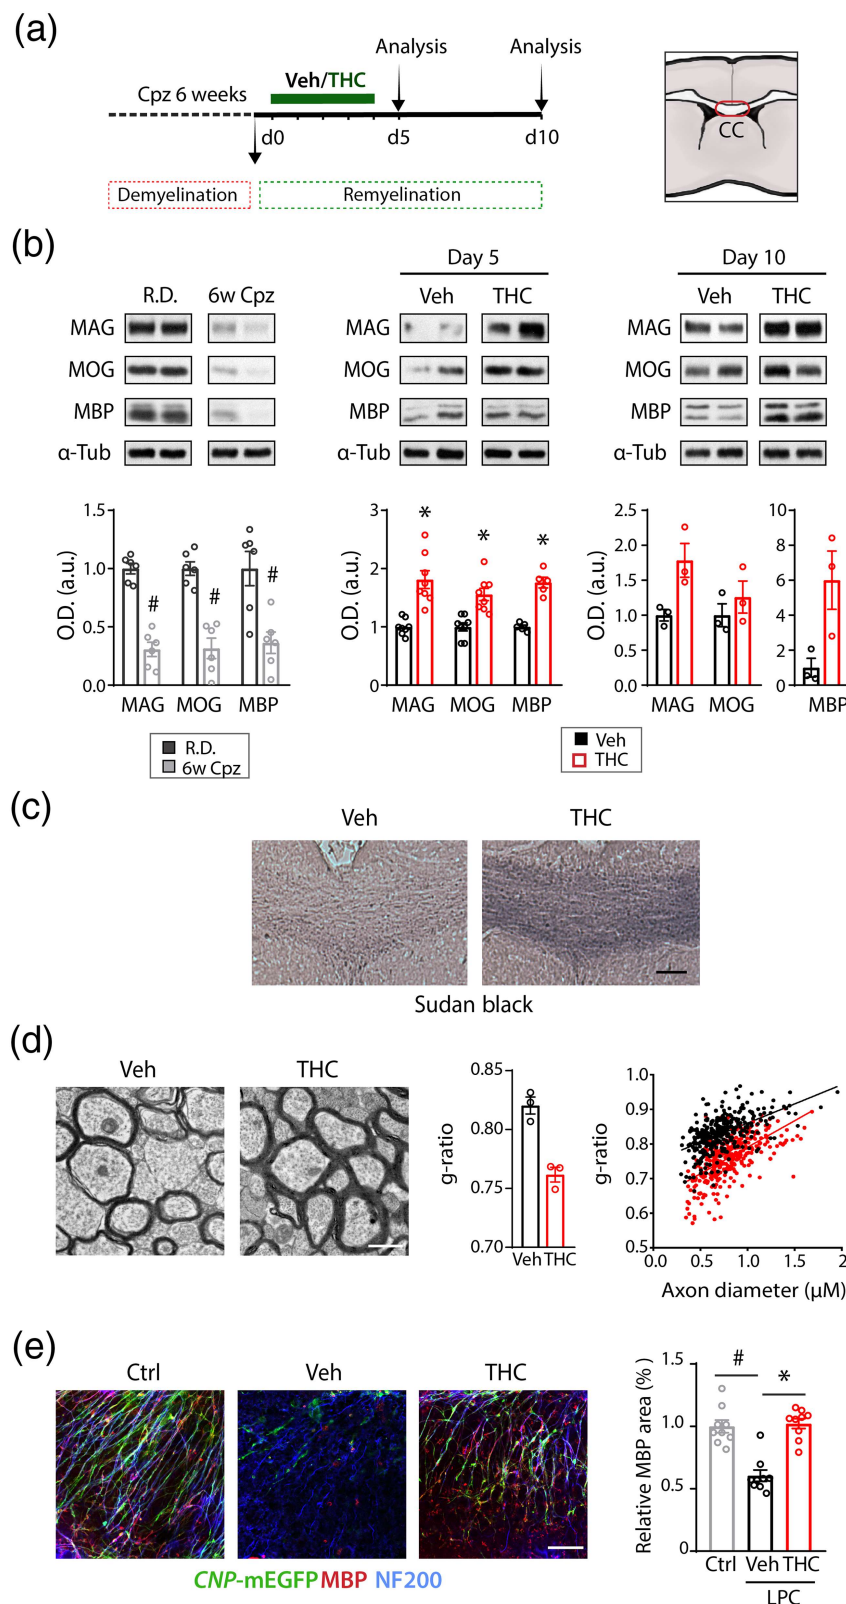 (a)
Analysis Analysis
Veh/THC
Cpz 6 weeks
d0 d5 d10
CC
Demyelination Remyelination
(b)
Day 5 Day 10
R.D. 6w Cpz Veh THC Veh THC
MAG MAG MAG
MOG MOG MOG
MBP MBP MBP
α-Tub α-Tub α-Tub
1.5 3 2.5 10
* * *
2.0 8
1.0 2
# # # 1.5 6
O.D. (a.u.) O.D. (a.u.) O.D. (a.u.)
1.0 4
0.5 1
0.5 2
0.0 0 0.0 0
MAG MOG MBP MAG MOG MBP MAG MOG MBP
R.D.
6w Cpz
Veh
THC
(c)
Veh THC
Sudan black
(d)
Veh THC
g-ratio
0.85
0.80
0.75
0.70
Veh THC
g-ratio
1.0
0.9
0.8
0.7
0.6
0.5
0.5 1.0 1.5 2
Axon diameter (μM)
(e)
Ctrl Veh THC
CNP-mEGFP MBP NF200
Relative MBP area (%)
1.5
# *
1.0
0.5
0
Ctrl Veh THC
LPC